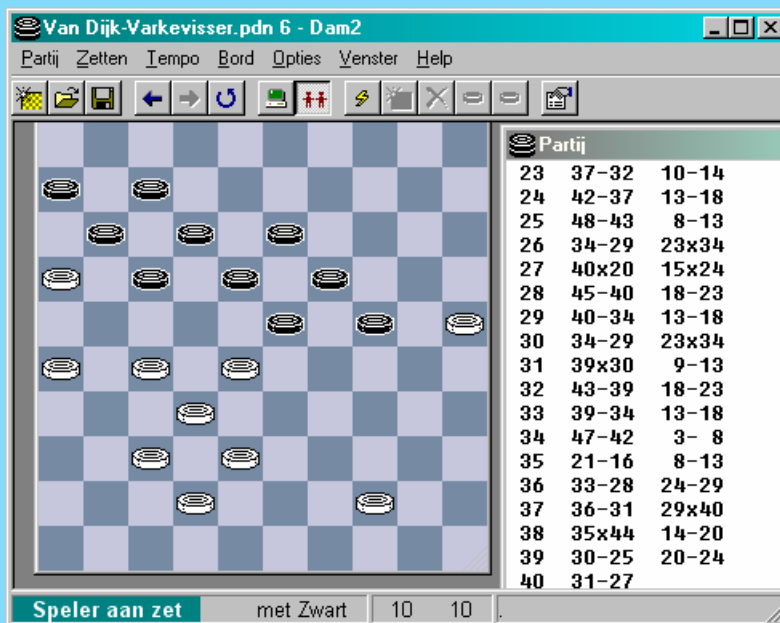 Van Dijk-Varkevisser.pdn 6 - Dam2
Partij Zetten Tempo Bord Opties Venster Help
Partij
23 37-32 10-14
24 42-37 13-18
25 48-43 8-13
26 34-29 23x34
27 40x20 15x24
28 45-40 18-23
29 40-34 13-18
30 34-29 23x34
31 39x30 9-13
32 43-39 18-23
33 39-34 13-18
34 47-42 3- 8
35 21-16 8-13
36 33-28 24-29
37 36-31 29x40
38 35x44 14-20
39 30-25 20-24
40 31-27
Speler aan zet met Zwart 10 10 .